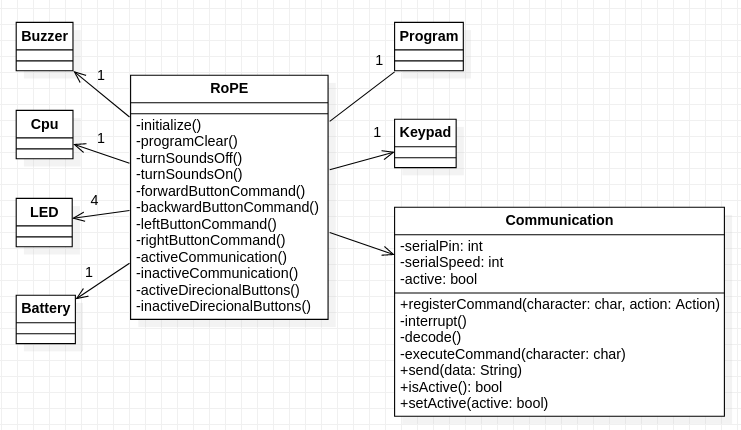 Buzzer
1
Cpu
1
LED
4
Battery
1
RoPE
-initialize()
-programClear()
-turnSoundsOff()
-turnSoundsOn()
-forwardButtonCommand()
-backwardButtonCommand()
-leftButtonCommand()
-rightButtonCommand()
-activeCommunication()
-inactiveCommunication()
-activeDirecionalButtons()
-inactiveDirecionalButtons()
Program
1
Keypad
1
Communication
-serialPin: int
-serialSpeed: int
-active: bool
+registerCommand(character: char, action: Action)
-interrupt()
-decode()
-executeCommand(character: char)
+send(data: String)
+isActive(): bool
+setActive(active: bool)